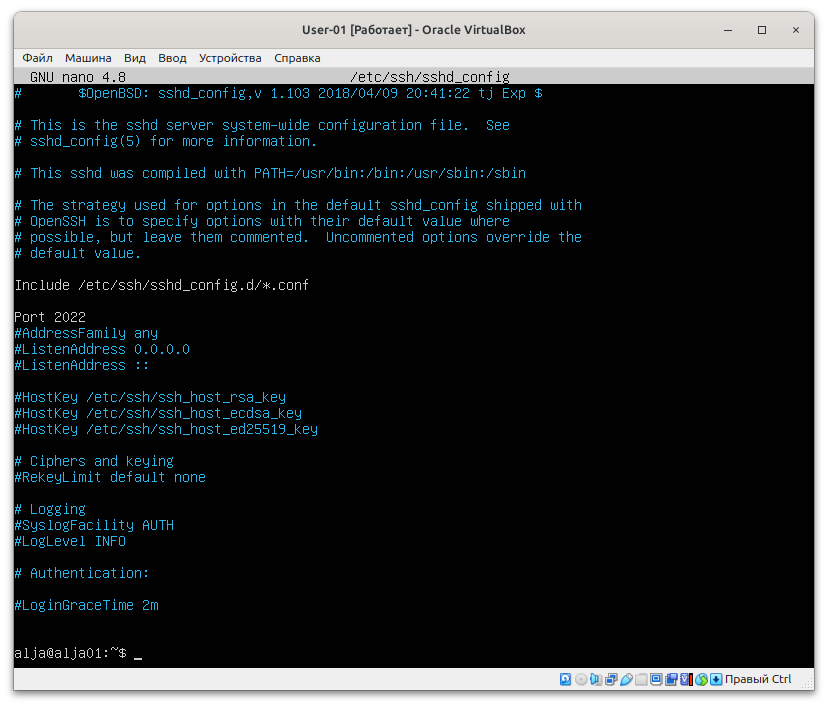 User-01 [Работает] - Oracle VirtualBox
Файл Машина Вид Ввод Устройства Справка
GNU nano 4.8 /etc/ssh/sshd_config
# $OpenBSD: sshd_config,v 1.103 2018/04/09 20:41:22 tj Exp $
# This is the sshd server system-wide configuration file. See
# sshd_config(5) for more information.
# This sshd was compiled with PATH=/usr/bin:/bin:/usr/sbin:/sbin
# The strategy used for options in the default sshd_config shipped with
# OpenSSH is to specify options with their default value where
# possible, but leave them commented. Uncommented options override the
# default value.
Include /etc/ssh/sshd_config.d/*.conf
Port 2022
#AddressFamily any
#ListenAddress 0.0.0.0
#ListenAddress ::
#HostKey /etc/ssh/ssh_host_rsa_key
#HostKey /etc/ssh/ssh_host_ecdsa_key
#HostKey /etc/ssh/ssh_host_ed25519_key
# Ciphers and keying
#RekeyLimit default none
# Logging
#SyslogFacility AUTH
#LogLevel INFO
# Authentication:
#LoginGraceTime 2m
alja@alja01:~$ _
Правый Ctrl